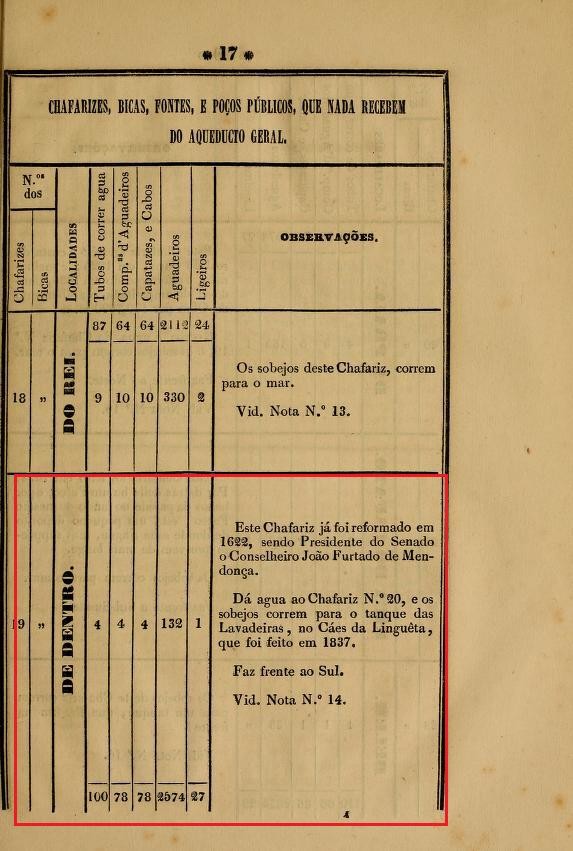 * 17 *
CHAFARIZES, BICAS, FONTES, E POÇOS PÚBLICOS, QUE NADA RECEBEM
DO AQUEDUCTO GERAL.
N.os
dos
Chafarizes
Bicas
LOCALIDADES
Tubos de correr agua
Comp.as d'Aguadeiros
Capatazes, e Cabos
Aguadeiros
Ligeiros
OBSERVAÇÕES.
87 64 64 2112 24
18 „ DO REI. 9 10 10 330 2
Os sobejos deste Chafariz, correm
para o mar.
Vid. Nota N.º 13.
19 „ DE DENTRO. 4 4 4 132 1
Este Chafariz já foi reformado em
1622, sendo Presidente do Senado
o Conselheiro João Furtado de Men-
donça.
Dá agua ao Chafariz N.º 20, e os
sobejos correm para o tanque das
Lavadeiras, no Cáes da Linguêta,
que foi feito em 1837.
Faz frente ao Sul.
Vid. Nota N.º 14.
100 78 78 2574 27